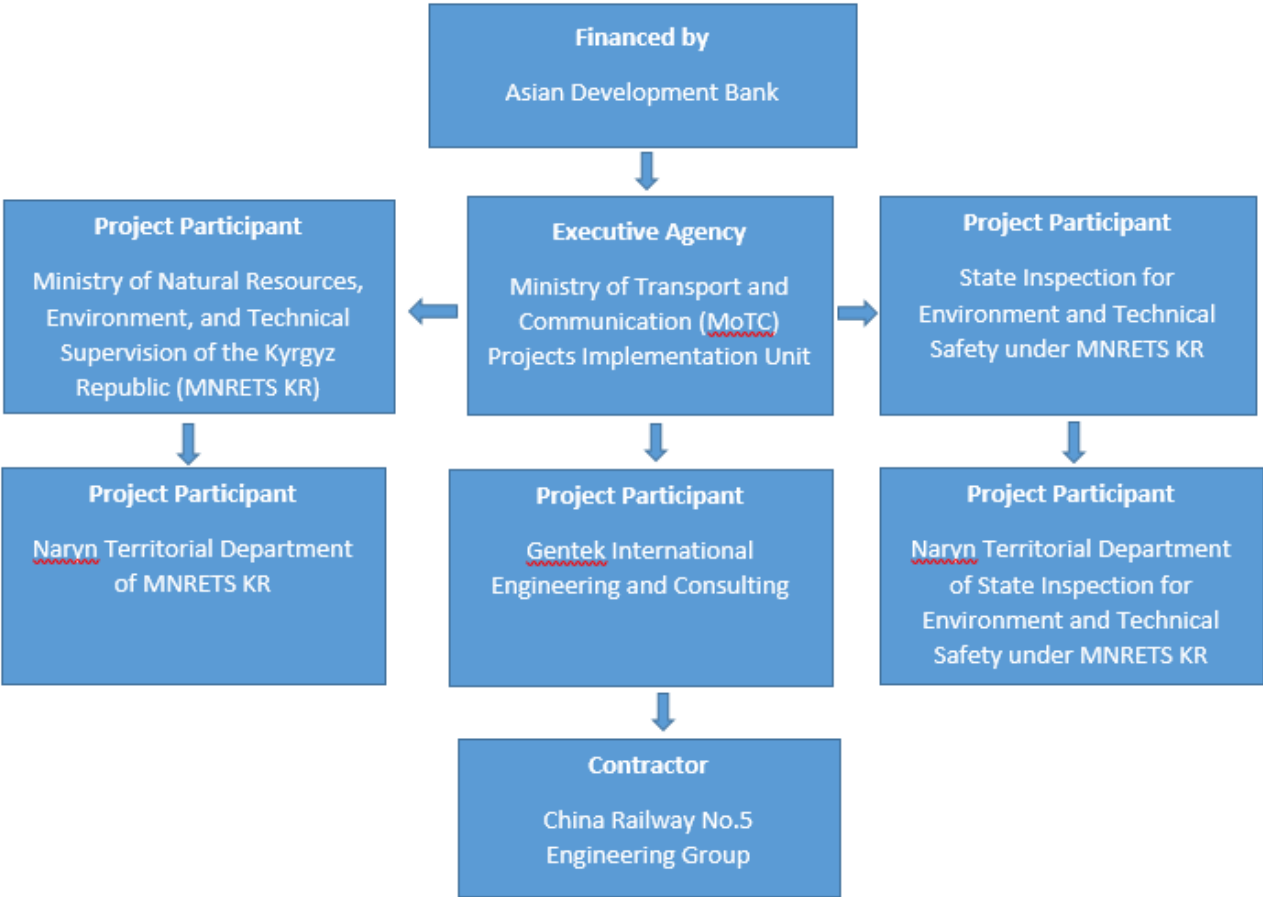 Financed by
Asian Development Bank
Project Participant
Ministry of Natural Resources,
Environment, and Technical
Supervision of the Kyrgyz
Republic (MNRETS KR)
Executive Agency
Ministry of Transport and
Communication (MoTC)
Projects Implementation Unit
Project Participant
State Inspection for
Environment and Technical
Safety under MNRETS KR
Project Participant
Naryn Territorial Department
of MNRETS KR
Project Participant
Gentek International
Engineering and Consulting
Project Participant
Naryn Territorial Department
of State Inspection for
Environment and Technical
Safety under MNRETS KR
Contractor
China Railway No.5
Engineering Group